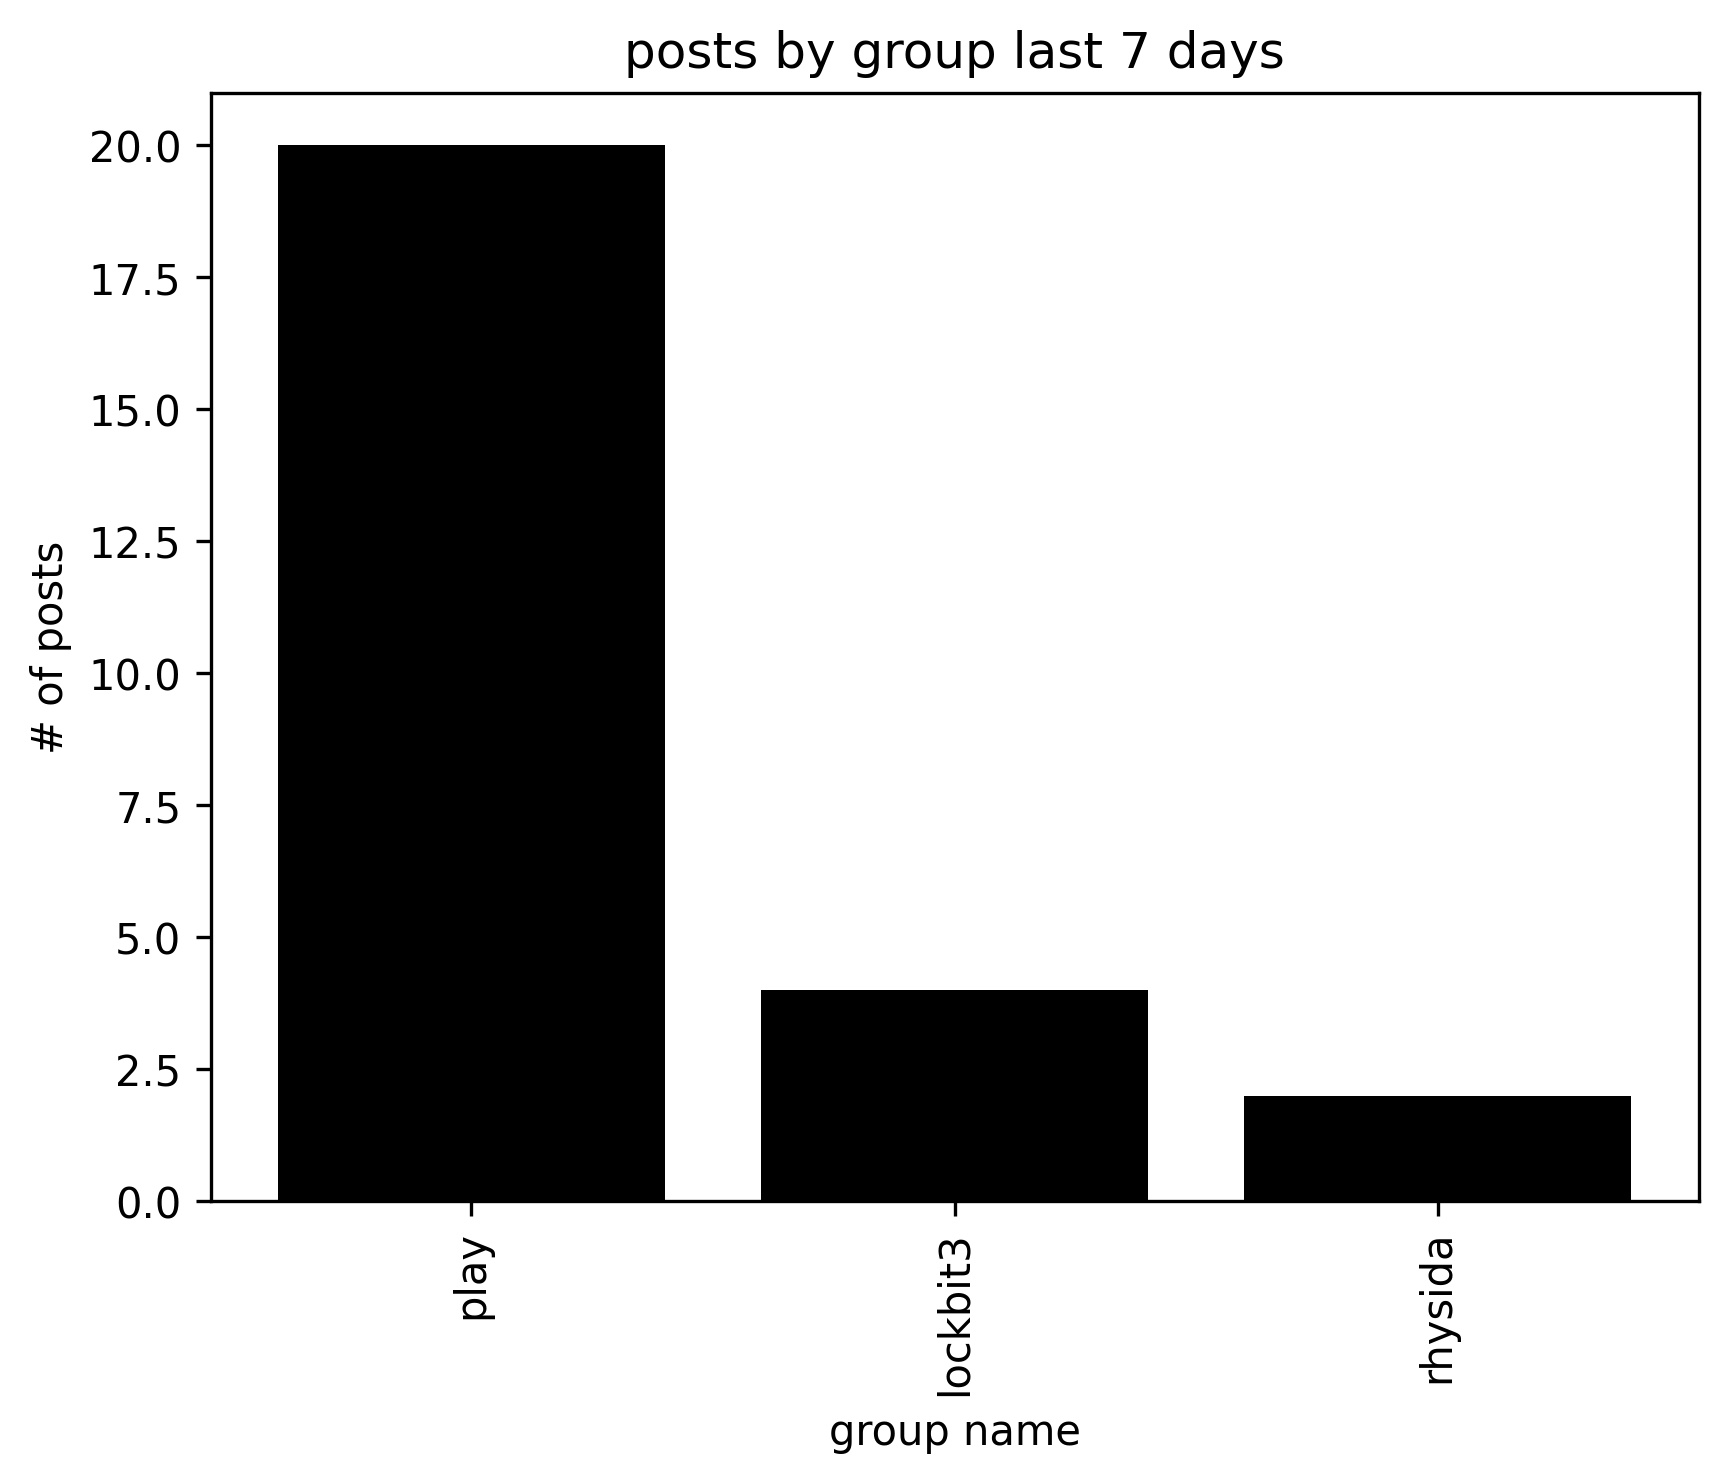 posts by group last 7 days
20.0
17.5
15.0
12.5
10.0
7.5
5.0
2.5
0.0
# of posts
play
lockbit3
rhysida
group name